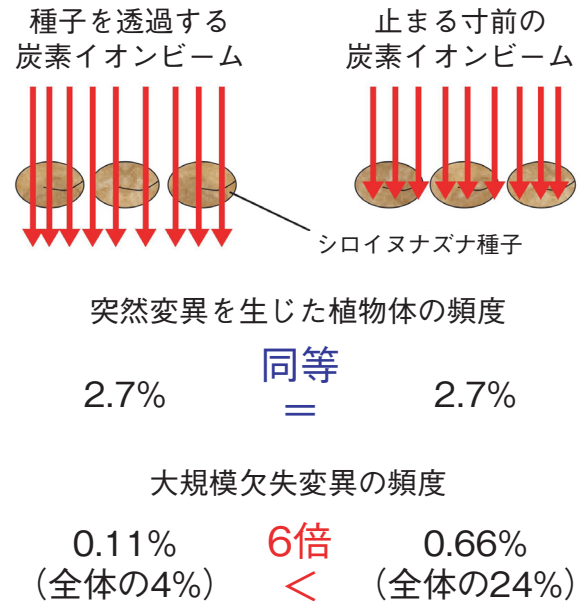 種子を透過する
炭素イオンビーム
止まる寸前の
炭素イオンビーム
シロイヌナズナ種子
突然変異を生じた植物体の頻度
2.7%
同等
=
2.7%
大規模欠失変異の頻度
0.11%
(全体の4%)
6倍
<
0.66%
(全体の24%)